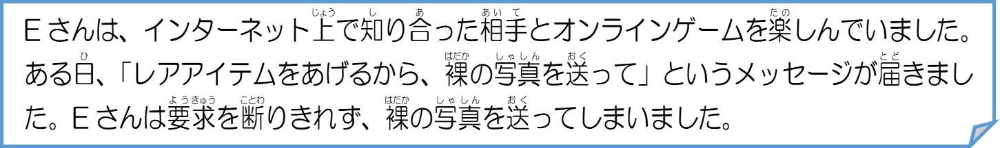 Eさんは、インターネット上で知り合った相手とオンラインゲームを楽しんでいました。
ある日、「レアアイテムをあげるから、裸の写真を送って」というメッセージが届きまし
た。Eさんは要求を断りきれず、裸の写真を送ってしまいました。